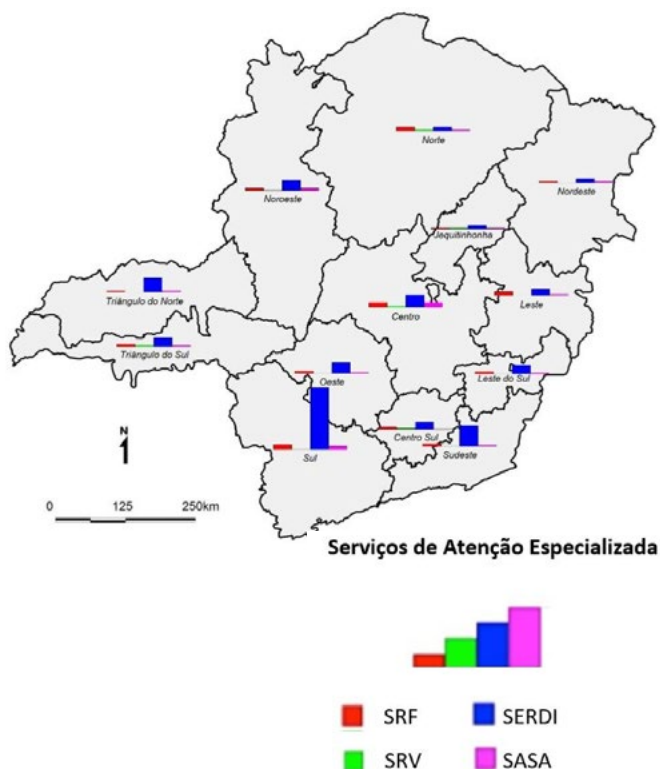 Norte
Noroeste
Nordeste
Jequitinhonha
Triângulo do Norte
Centro
Leste
Triângulo do Sul
Oeste
Leste do Sul
Centro Sul
Sul
Sudeste
N
0 125 250km
Serviços de Atenção Especializada
SRF SERDI
SRV SASA